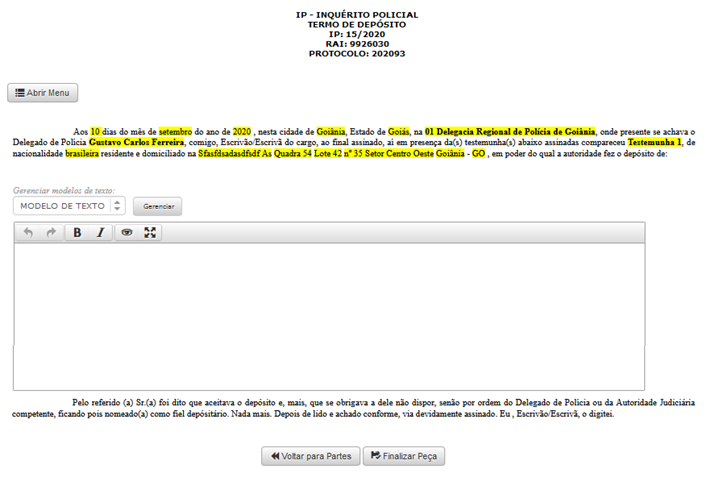 IP - INQUÉRITO POLICIAL
TERMO DE DEPÓSITO
IP: 15/2020
RAI: 9926030
PROTOCOLO: 202093
Abrir Menu
Aos 10 dias do mês de setembro do ano de 2020 , nesta cidade de Goiânia, Estado de Goiás, na 01 Delegacia Regional de Polícia de Goiânia, onde presente se achava o
Delegado de Polícia Gustavo Carlos Ferreira, comigo, Escrivão/Escrivã do cargo, ao final assinado, ai em presença da(s) testemunha(s) abaixo assinadas compareceu Testemunha 1, de
nacionalidade brasileira residente e domiciliado na Sfasfdsadasdfsdf As Quadra 54 Lote 42 nº 35 Setor Centro Oeste Goiânia - GO , em poder do qual a autoridade fez o depósito de:
Gerenciar modelos de texto:
MODELO DE TEXTO Gerenciar
B I
Pelo referido (a) Sr.(a) foi dito que aceitava o depósito e, mais, que se obrigava a dele não dispor, senão por ordem do Delegado de Polícia ou da Autoridade Judiciária
competente, ficando pois nomeado(a) como fiel depósitário. Nada mais. Depois de lido e achado conforme, via devidamente assinado. Eu , Escrivão/Escrivã, o digitei.
Voltar para Partes Finalizar Peça